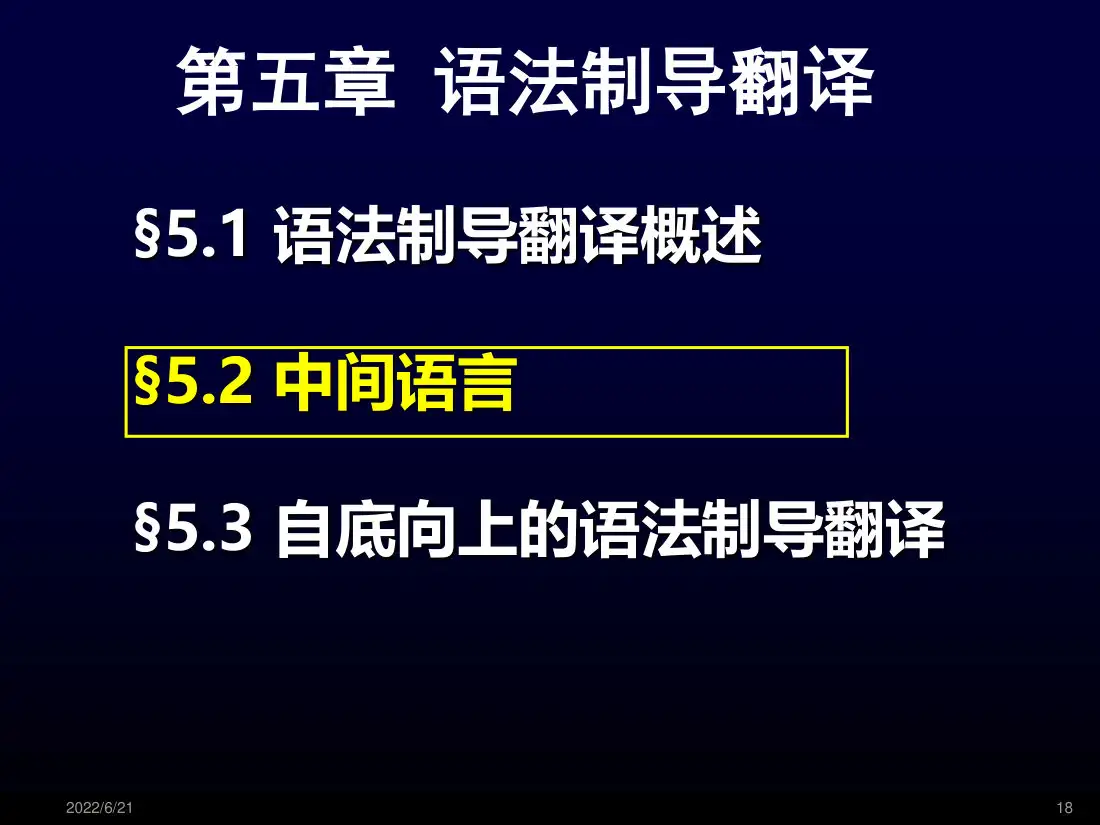 第五章 语法制导翻译
§5.1 语法制导翻译概述
§5.2 中间语言
§5.3 自底向上的语法制导翻译
2022/6/21
18